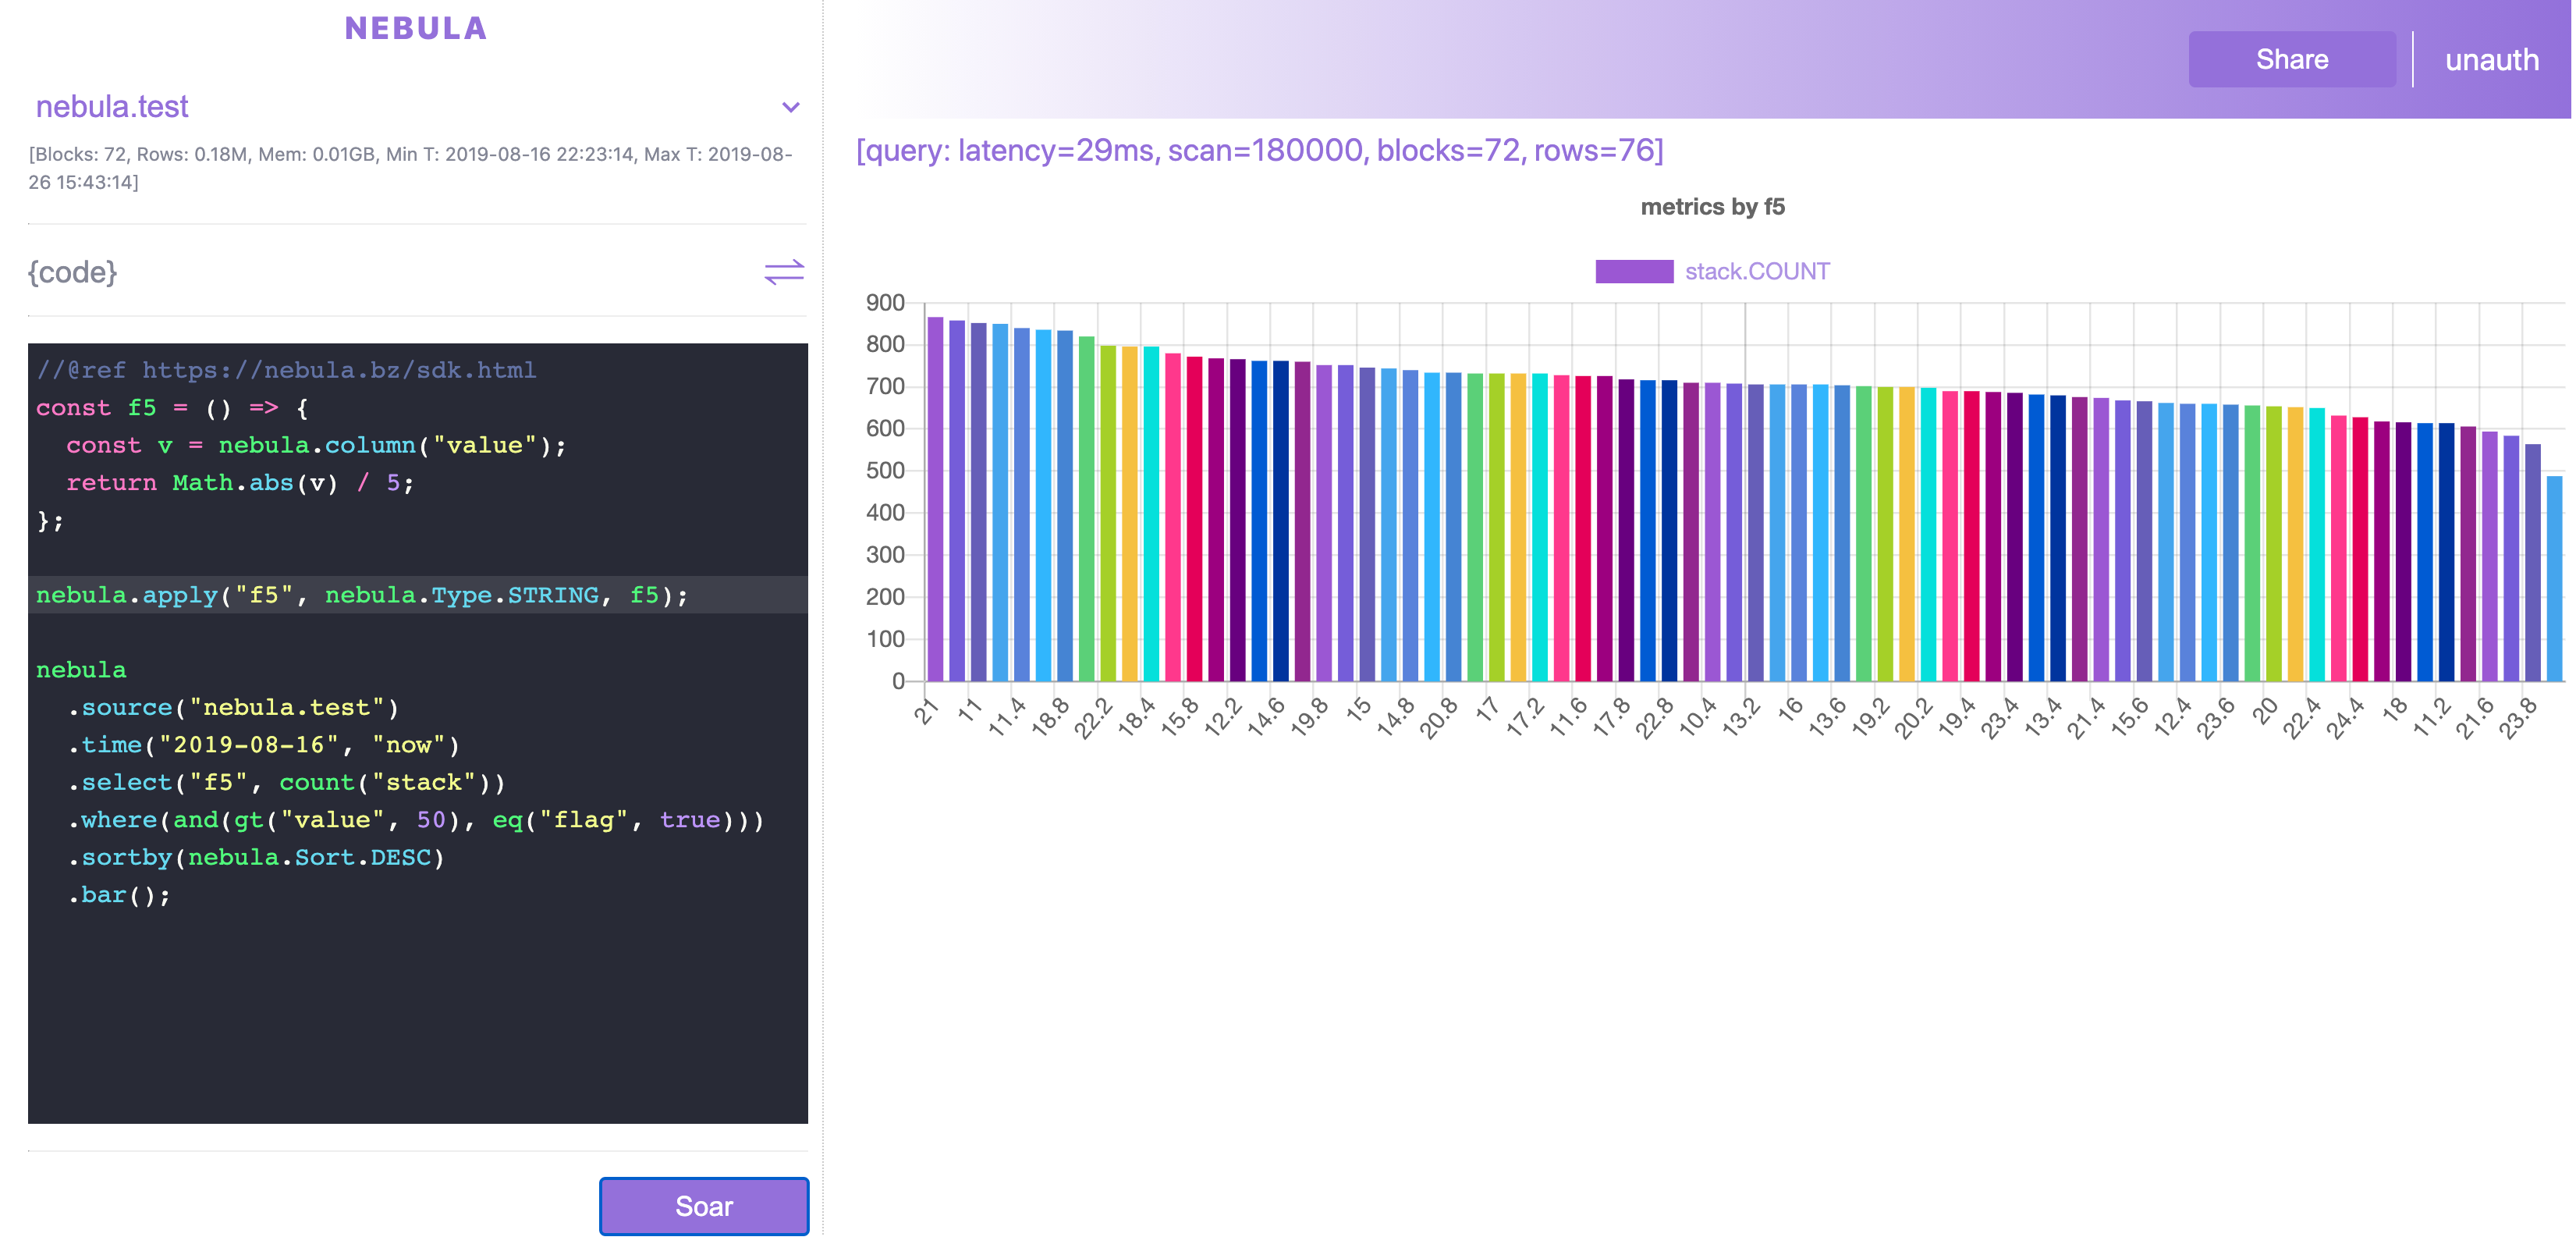 NEBULA
nebula.test
[Blocks: 72, Rows: 0.18M, Mem: 0.01GB, Min T: 2019-08-16 22:23:14, Max T: 2019-08-
26 15:43:14]
{code}
//@ref https://nebula.bz/sdk.html
const f5 = () => {
  const v = nebula.column("value");
  return Math.abs(v) / 5;
};
nebula.apply("f5", nebula.Type.STRING, f5);
nebula
  .source("nebula.test")
  .time("2019-08-16", "now")
  .select("f5", count("stack"))
  .where(and(gt("value", 50), eq("flag", true)))
  .sortby(nebula.Sort.DESC)
  .bar();
Soar
Share
unauth
[query: latency=29ms, scan=180000, blocks=72, rows=76]
metrics by f5
stack.COUNT
900
800
700
600
500
400
300
200
100
0
21
11
11.4
18.8
22.2
18.4
15.8
12.2
14.6
19.8
15
14.8
20.8
17
17.2
11.6
17.8
22.8
10.4
13.2
16
13.6
19.2
20.2
19.4
23.4
13.4
21.4
15.6
12.4
23.6
20
22.4
24.4
18
11.2
21.6
23.8